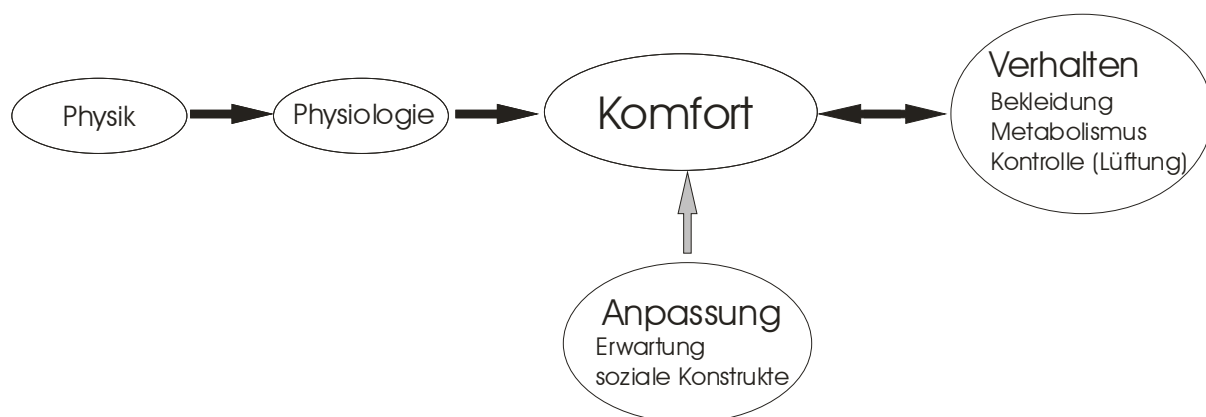 Physik
Physiologie
Komfort
Verhalten
Bekleidung
Metabolismus
Kontrolle (Lüftung)
Anpassung
Erwartung
soziale Konstrukte